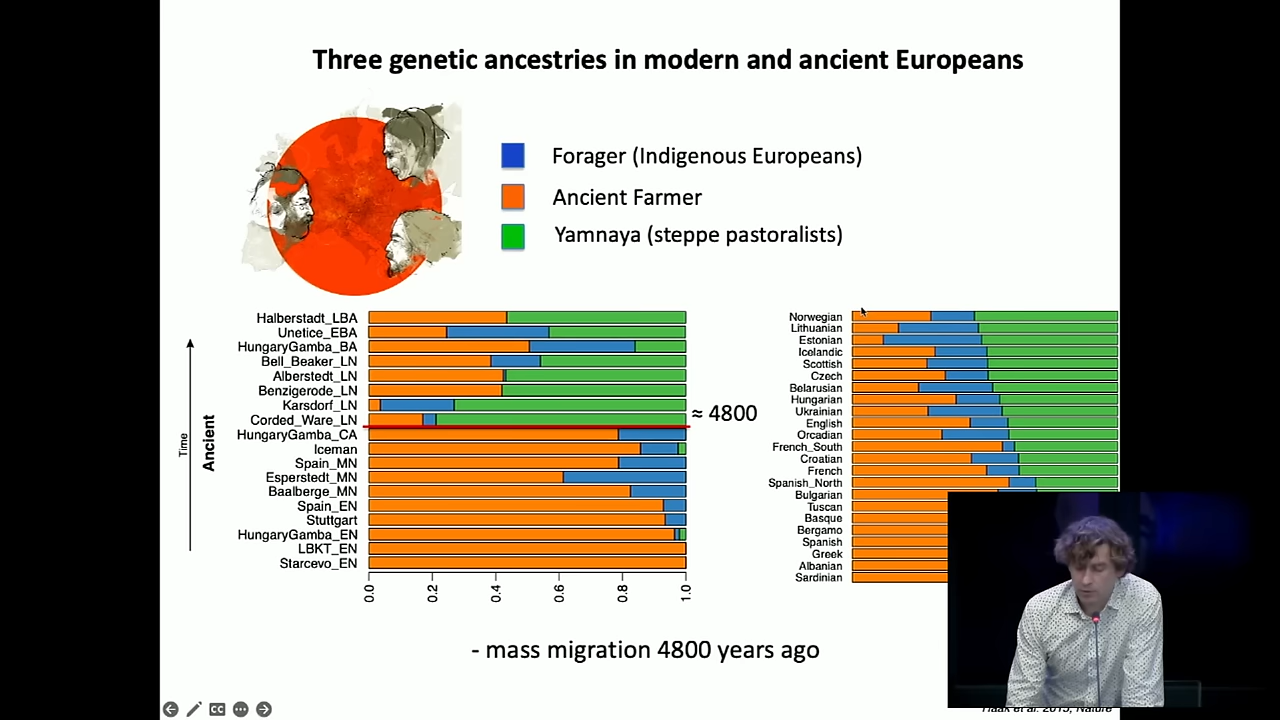 Three genetic ancestries in modern and ancient Europeans
Forager (Indigenous Europeans)
Ancient Farmer
Yamnaya (steppe pastoralists)
Time
Ancient
Halberstadt_LBA
Unetice_EBA
HungaryGamba_BA
Bell_Beaker_LN
Alberstedt_LN
Benzigerode_LN
Karsdorf_LN
Corded_Ware_LN
HungaryGamba_CA
Iceman
Spain_MN
Esperstedt_MN
Baalberge_MN
Spain_EN
Stuttgart
HungaryGamba_EN
LBKT_EN
Starcevo_EN
0.0
0.2
0.4
0.6
0.8
1.0
≈ 4800
Norwegian
Lithuanian
Estonian
Icelandic
Scottish
Czech
Belarusian
Hungarian
Ukrainian
English
Orcadian
French_South
Croatian
French
Spanish_North
Bulgarian
Tuscan
Basque
Bergamo
Spanish
Greek
Albanian
Sardinian
- mass migration 4800 years ago
Haak et al. 2015, Nature
CC